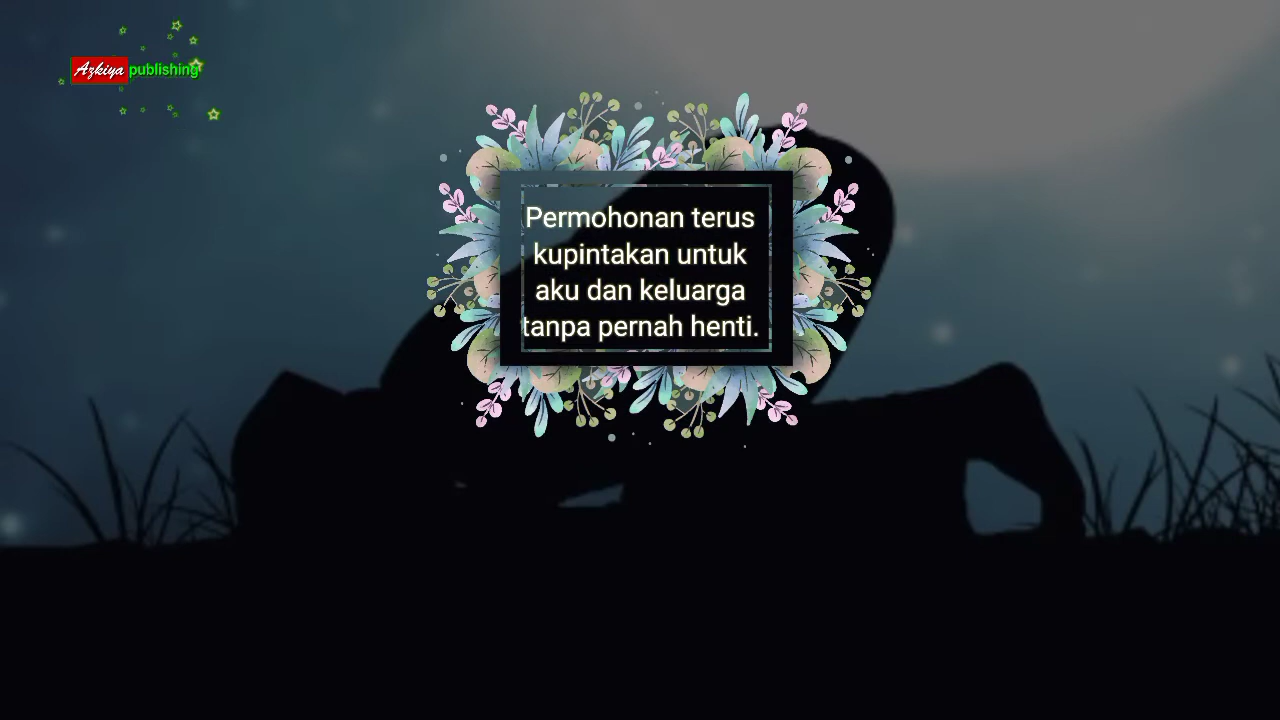 Azkiya publishing
Permohonan terus
kupintakan untuk
aku dan keluarga
tanpa pernah henti.